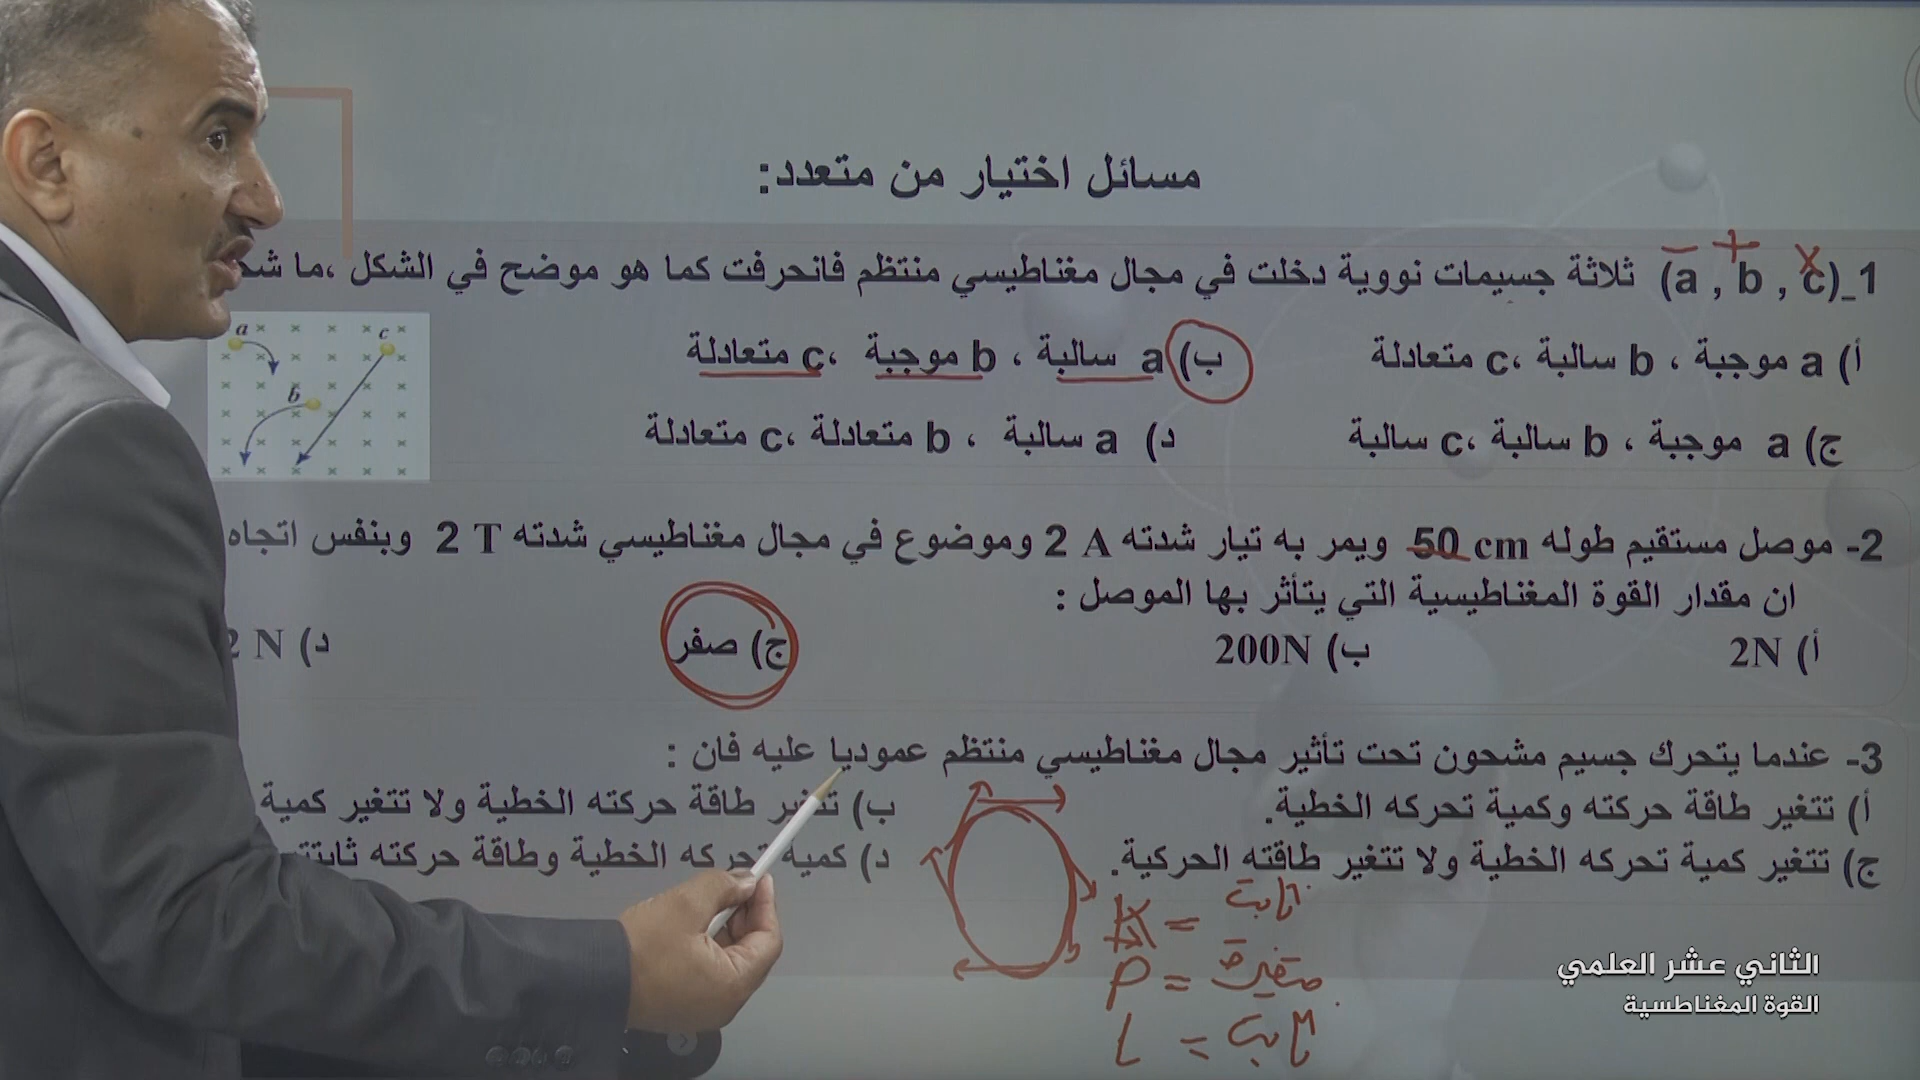 مسائل اختيار من متعدد:
1_(a , b , c) ثلاثة جسيمات نووية دخلت في مجال مغناطيسي منتظم فانحرفت كما هو موضح في الشكل ،ما
− + ×
أ) a موجبة ، b سالبة ،c متعادلة
ب) a سالبة ، b موجبة ،c متعادلة
ج) a موجبة ، b سالبة ،c سالبة
د) a سالبة ، b متعادلة ،c متعادلة
a
c
b
2- موصل مستقيم طوله 50 cm ويمر به تيار شدته 2 A وموضوع في مجال مغناطيسي شدته 2 T وبنفس اتجاه
ان مقدار القوة المغناطيسية التي يتأثر بها الموصل :
أ) 2N
ب) 200N
ج) صفر
د) 2 N
3- عندما يتحرك جسيم مشحون تحت تأثير مجال مغناطيسي منتظم عموديا عليه فان :
أ) تتغير طاقة حركته وكمية تحركه الخطية.
ب) تتغير طاقة حركته الخطية ولا تتغير كمية
ج) تتغير كمية تحركه الخطية ولا تتغير طاقته الحركية.
د) كمية تحركه الخطية وطاقة حركته
= ثابت
P = متغيرة
L = ثابت
الثاني عشر العلمي
القوة المغناطسية